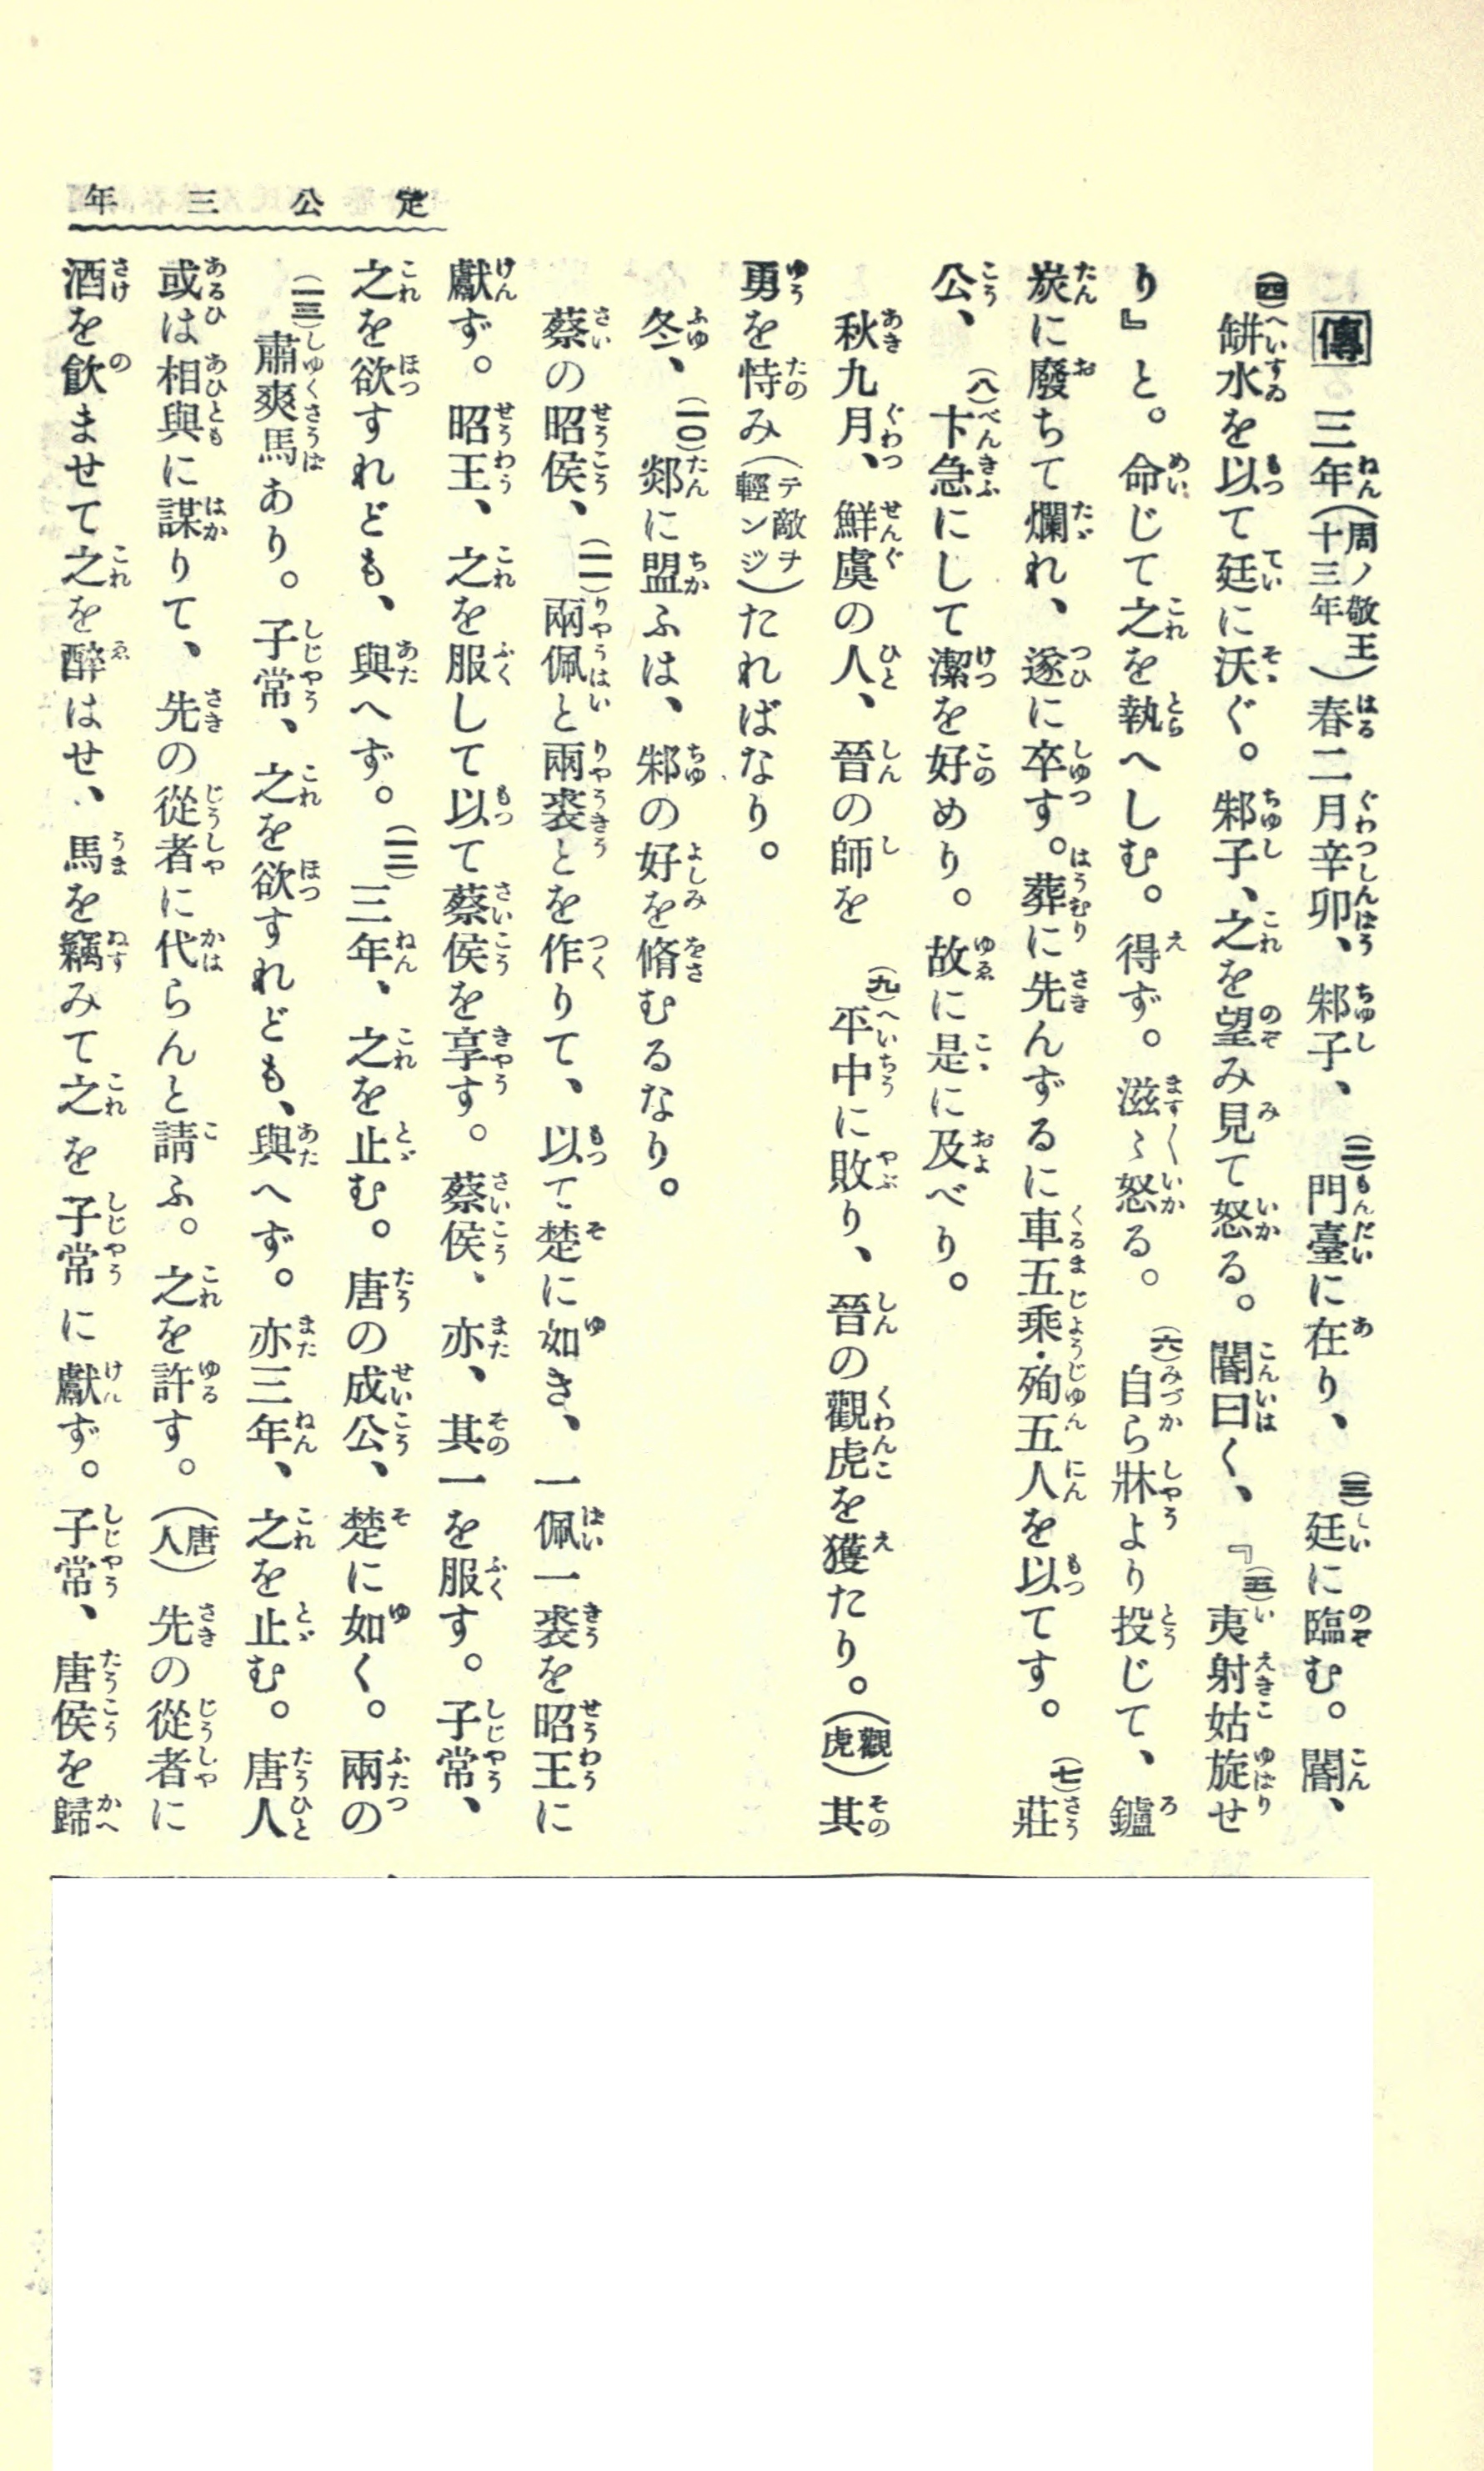 定公三年
傳 三年(周ノ敬王十三年)春二月辛卯、邾子、(二)門臺に在り、(三)廷に臨む。閽、
(四)缾水を以て廷に沃ぐ。邾子、之を望み見て怒る。閽曰く、『(五)夷射姑旋せ
り』と。命じて之を執へしむ。得ず。滋〻怒る。(六)自ら牀より投じて、鑪
炭に廢ちて爛れ、遂に卒す。葬に先んずるに車五乘・殉五人を以てす。(七)莊
公、(八)卞急にして潔を好めり。故に是に及べり。
秋九月、鮮虞の人、晉の師を(九)平中に敗り、晉の觀虎を獲たり。(觀虎)其
勇を恃み(テ敵ヲ輕ンジ)たればなり。
冬、(一〇)郯に盟ふは、邾の好を脩むるなり。
蔡の昭侯、(一一)兩佩と兩裘とを作りて、以て楚に如き、一佩一裘を昭王に
獻ず。昭王、之を服して以て蔡侯を享す。蔡侯、亦、其一を服す。子常、
之を欲すれども、與へず。(一二)三年、之を止む。唐の成公、楚に如く。兩の
(一三)肅爽馬あり。子常、之を欲すれども、與へず。亦三年、之を止む。唐人
或は相與に謀りて、先の從者に代らんと請ふ。之を許す。(唐人)先の從者に
酒を飮ませて之を醉はせ、馬を竊みて之を子常に獻ず。子常、唐侯を歸